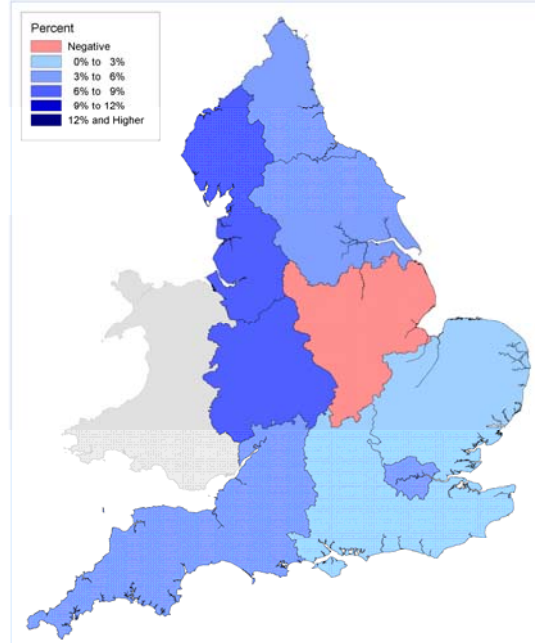 Percent
Negative
0% to 3%
3% to 6%
6% to 9%
9% to 12%
12% and Higher